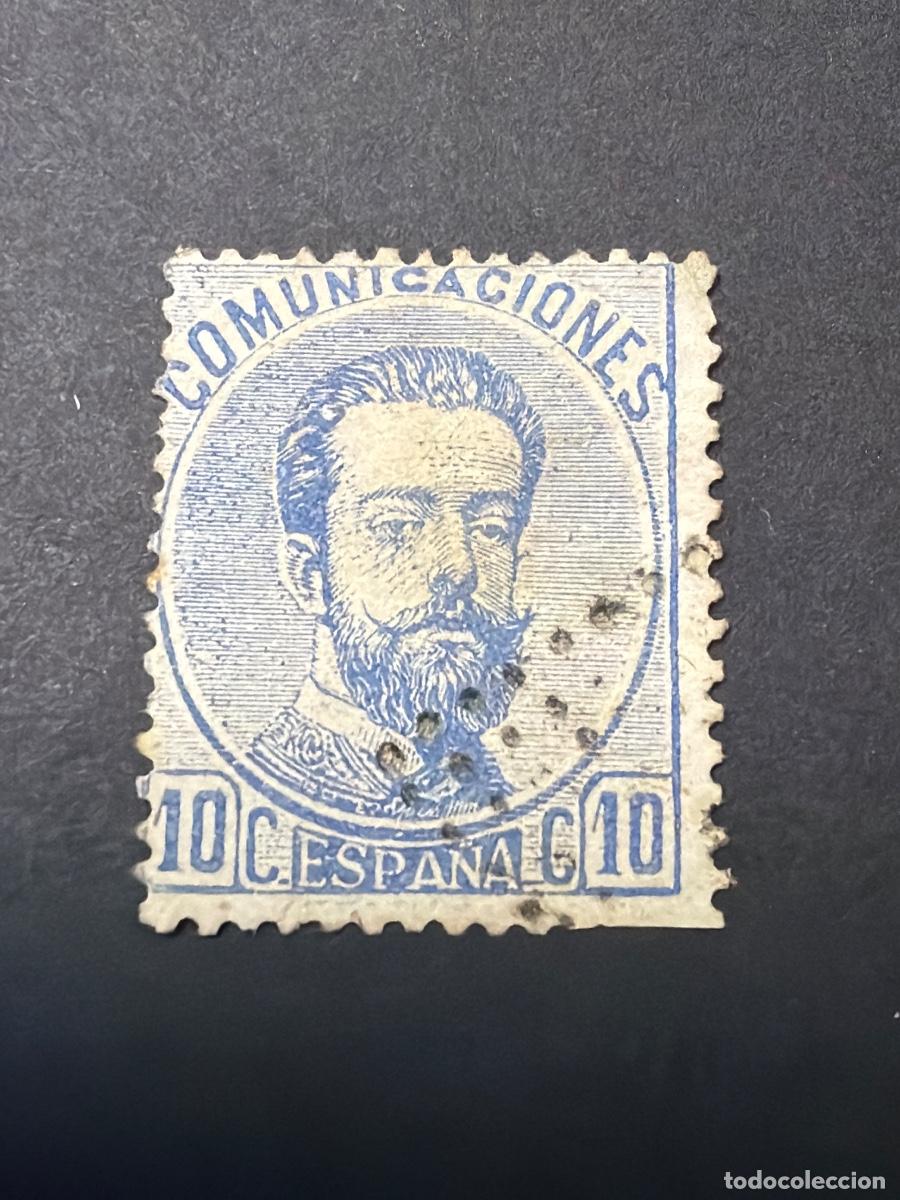 COMUNICACIONES
10 C. ESPAÑA C 10
todocoleccion